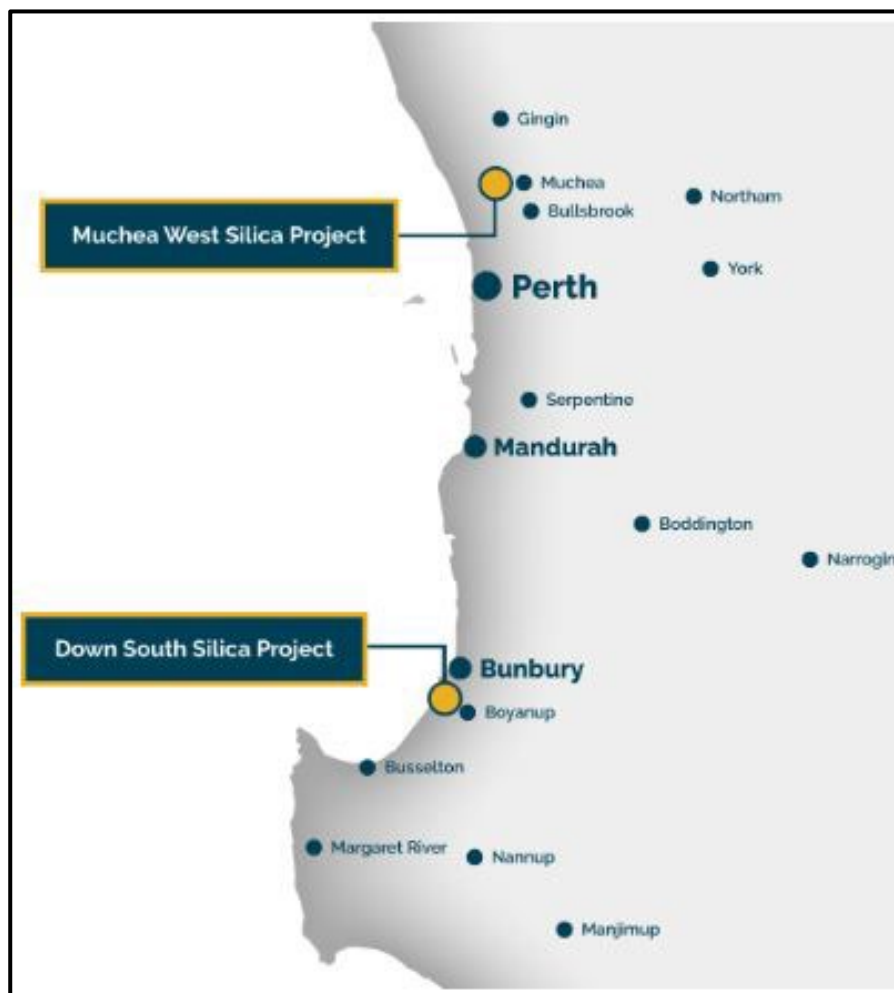 Gingin
Muchea
Northam
Muchea West Silica Project
Bullsbrook
York
Perth
Serpentine
Mandurah
Boddington
Narrogin
Down South Silica Project
Bunbury
Boyanup
Busselton
Margaret River
Nannup
Manjimup